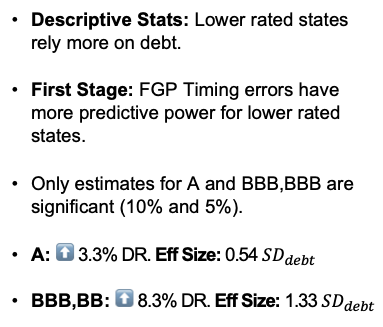 • Descriptive Stats: Lower rated states
rely more on debt.
• First Stage: FGP Timing errors have
more predictive power for lower rated
states.
• Only estimates for A and BBB,BBB are
significant (10% and 5%).
• A: ⬆️ 3.3% DR. Eff Size: 0.54 SD_debt
• BBB,BB: ⬆️ 8.3% DR. Eff Size: 1.33 SD_debt